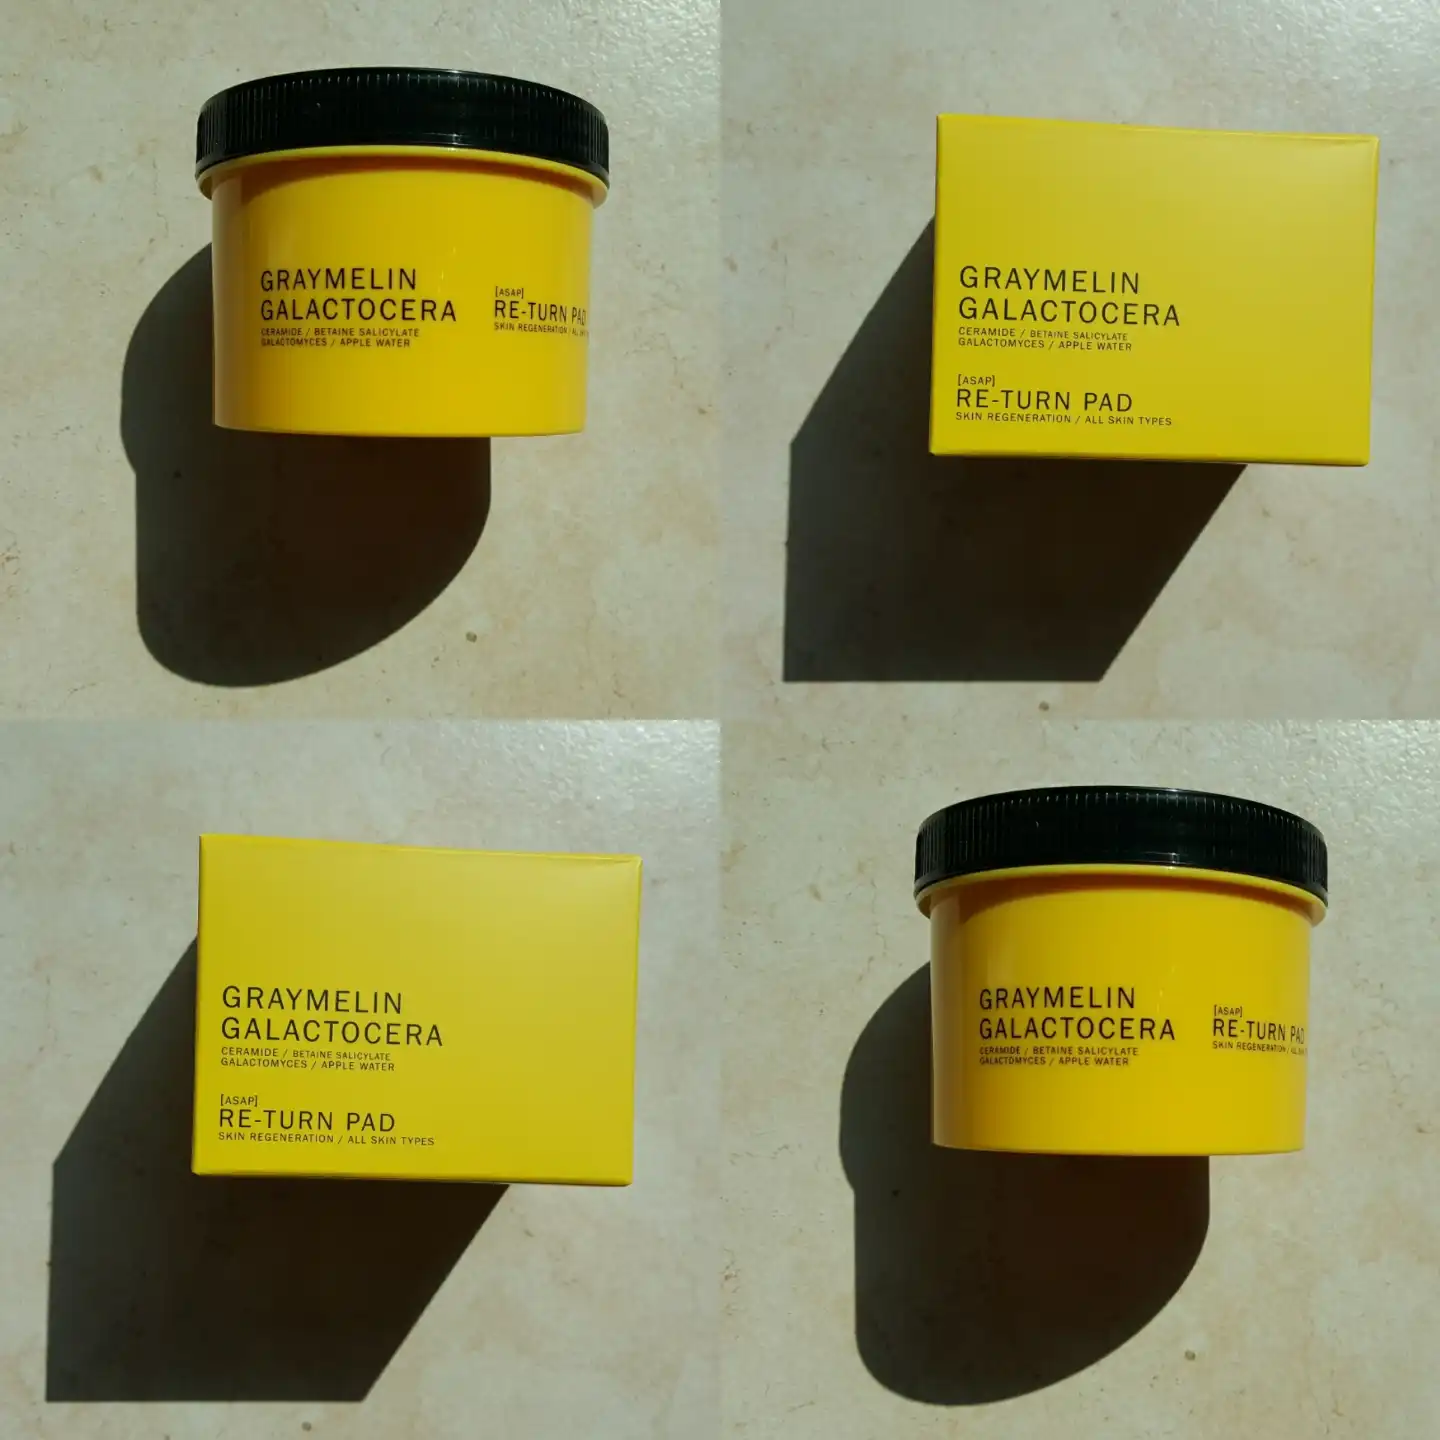 GRAYMELIN
GALACTOCERA
CERAMIDE / BETAINE SALICYLATE
GALACTOMYCES / APPLE WATER
[ASAP]
RE-TURN PAD
SKIN REGENERATION / ALL SKIN
GRAYMELIN
GALACTOCERA
CERAMIDE / BETAINE SALICYLATE
GALACTOMYCES / APPLE WATER
[ASAP]
RE-TURN PAD
SKIN REGENERATION / ALL SKIN TYPES
GRAYMELIN
GALACTOCERA
CERAMIDE / BETAINE SALICYLATE
GALACTOMYCES / APPLE WATER
[ASAP]
RE-TURN PAD
SKIN REGENERATION / ALL SKIN TYPES
GRAYMELIN
GALACTOCERA
CERAMIDE / BETAINE SALICYLATE
GALACTOMYCES / APPLE WATER
[ASAP]
RE-TURN PAD
SKIN REGENERATION / ALL